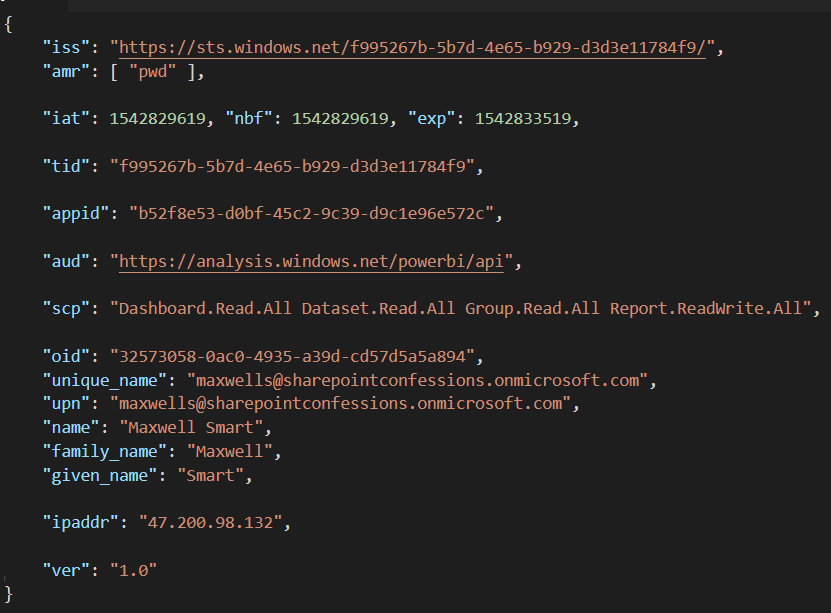 {
"iss": "https://sts.windows.net/f995267b-5b7d-4e65-b929-d3d3e11784f9/",
"amr": [ "pwd" ],
"iat": 1542829619, "nbf": 1542829619, "exp": 1542833519,
"tid": "f995267b-5b7d-4e65-b929-d3d3e11784f9",
"appid": "b52f8e53-d0bf-45c2-9c39-d9c1e96e572c",
"aud": "https://analysis.windows.net/powerbi/api",
"scp": "Dashboard.Read.All Dataset.Read.All Group.Read.All Report.ReadWrite.All",
"oid": "32573058-0ac0-4935-a39d-cd57d5a5a894",
"unique_name": "maxwells@sharepointconfessions.onmicrosoft.com",
"upn": "maxwells@sharepointconfessions.onmicrosoft.com",
"name": "Maxwell Smart",
"family_name": "Maxwell",
"given_name": "Smart",
"ipaddr": "47.200.98.132",
"ver": "1.0"
}